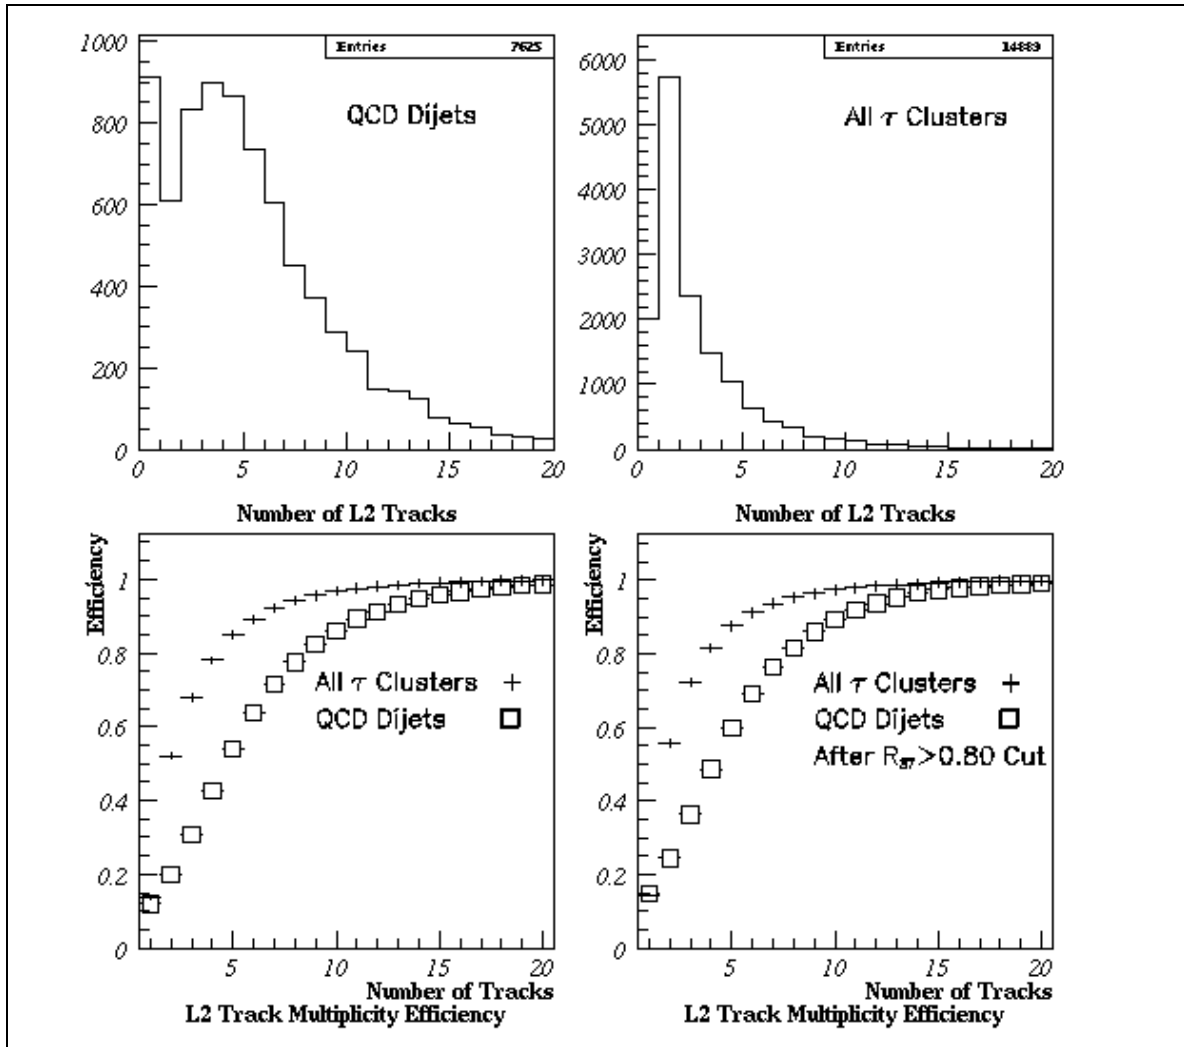 Entries 7625
QCD Dijets
1000
800
600
400
200
0
0 5 10 15 20
Number of L2 Tracks
Entries 14889
All τ Clusters
6000
5000
4000
3000
2000
1000
0
0 5 10 15 20
Number of L2 Tracks
Efficiency
1
0.8
0.6
0.4
0.2
0
All τ Clusters
QCD Dijets
5 10 15 20
Number of Tracks
L2 Track Multiplicity Efficiency
Efficiency
1
0.8
0.6
0.4
0.2
0
All τ Clusters
QCD Dijets
After R >0.80 Cut
5 10 15 20
Number of Tracks
L2 Track Multiplicity Efficiency